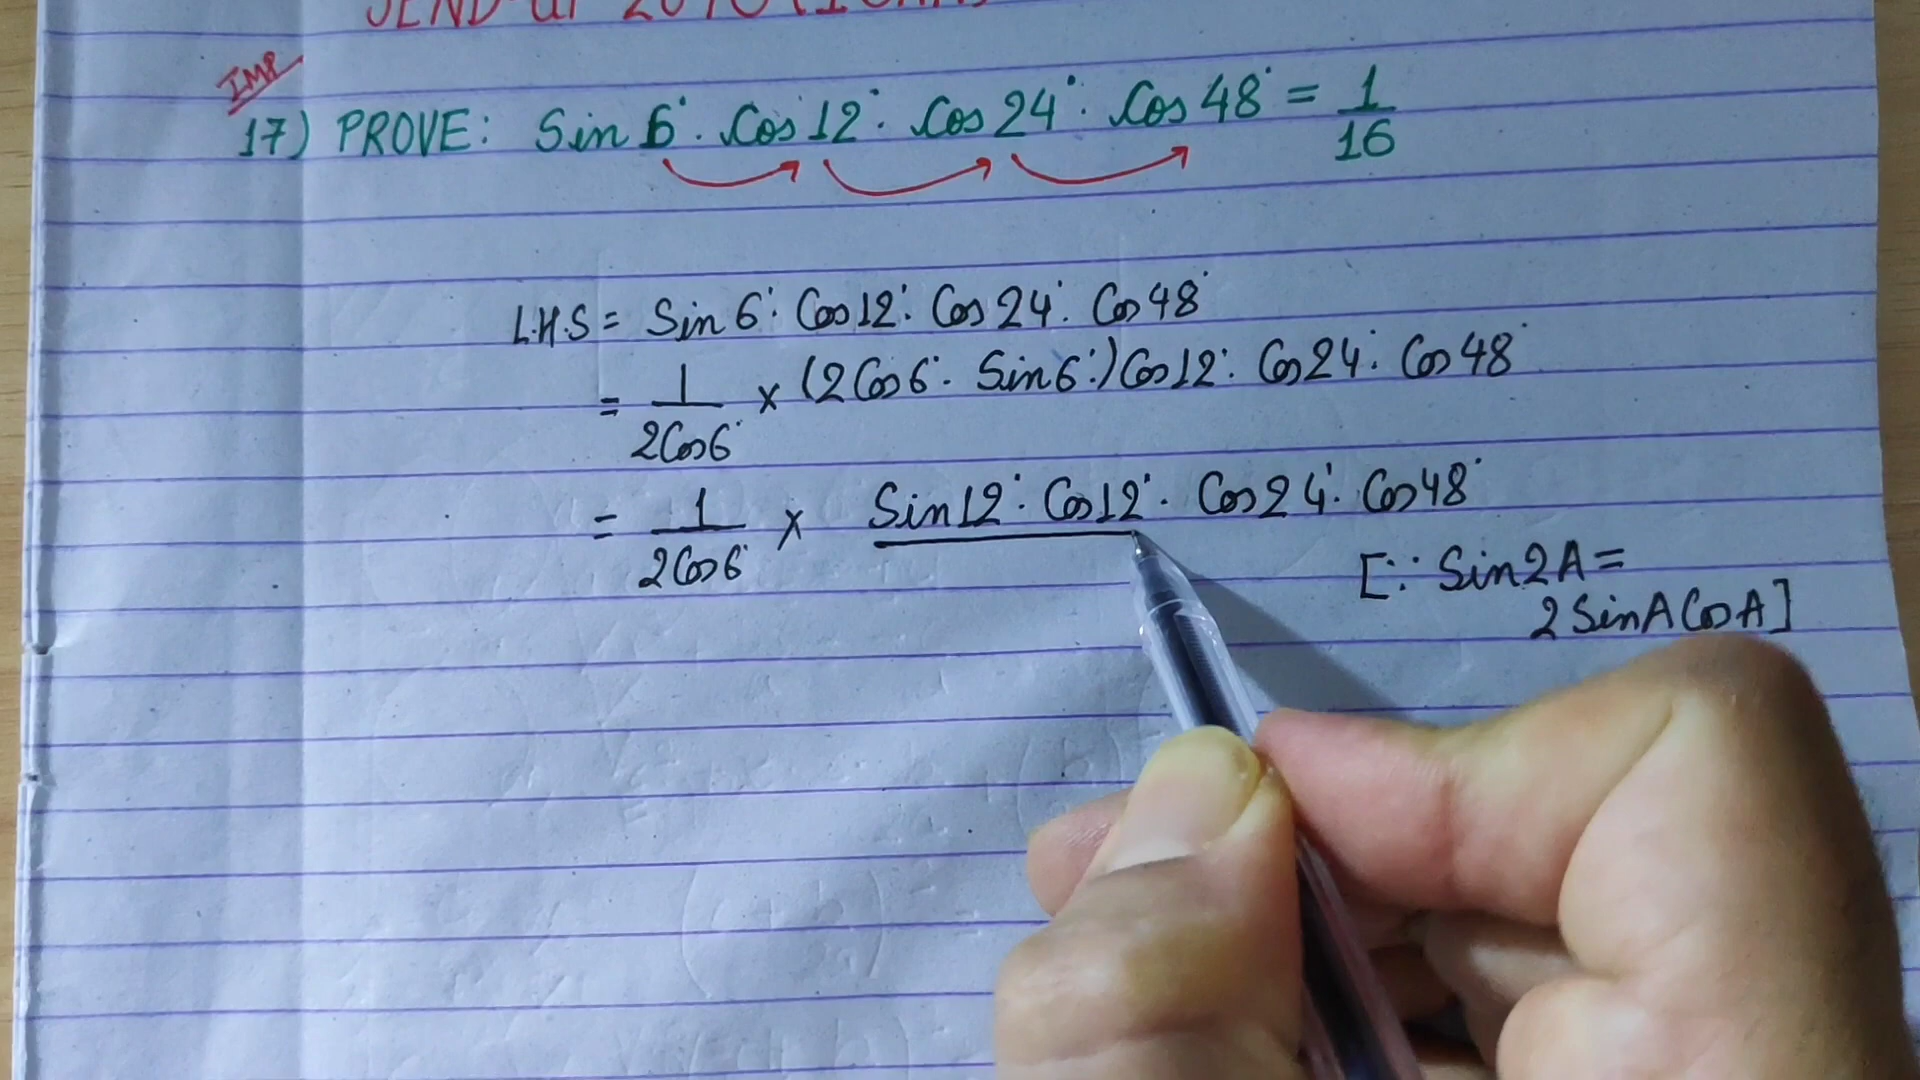 IMP
17) PROVE: Sin 6° · Cos 12° · Cos 24° · Cos 48° = 1/16
L.H.S = Sin 6° · Cos 12° · Cos 24° · Cos 48°
= 1/2Cos6° × (2Cos6° · Sin6°) Cos12° · Cos24° · Cos48°
= 1/2Cos6° × Sin12° · Cos12° · Cos24° · Cos48°
[∵ Sin2A =
2SinACosA]